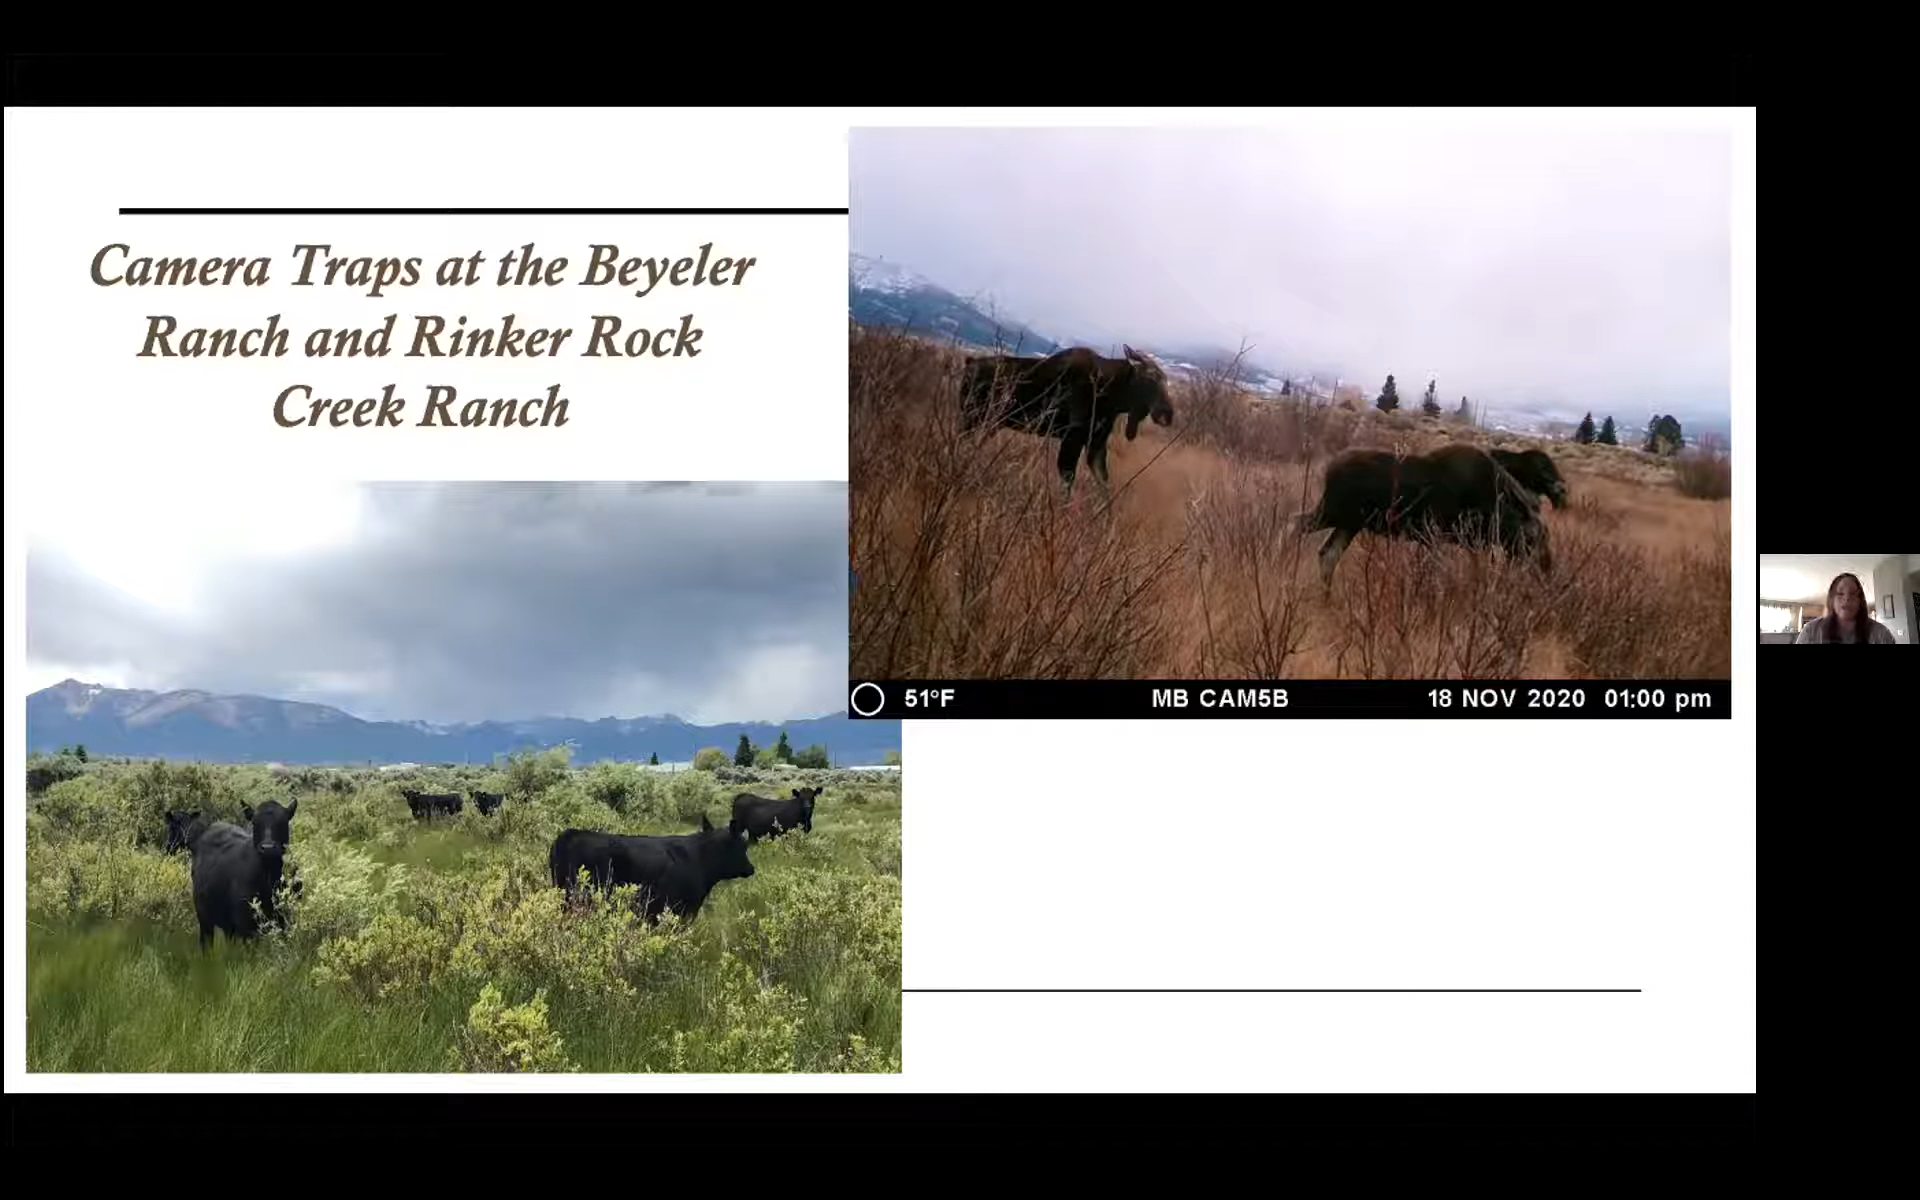 Camera Traps at the Beyeler
Ranch and Rinker Rock
Creek Ranch
51°F MB CAM5B 18 NOV 2020 01:00 pm